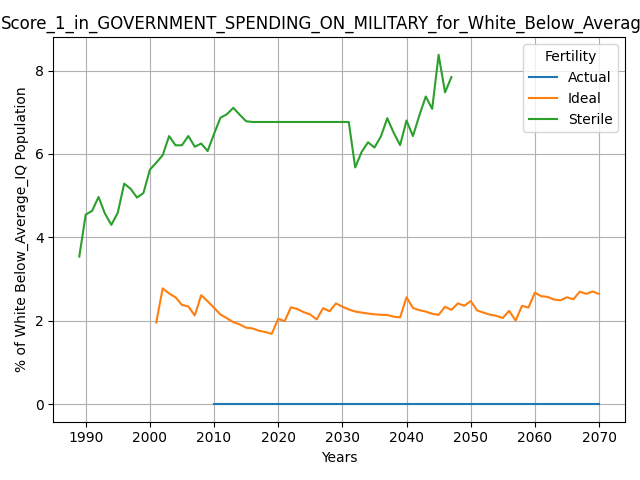 Score_1_in_GOVERNMENT_SPENDING_ON_MILITARY_for_White_Below_Averag
Fertility
Actual
Ideal
Sterile
% of White Below_Average_IQ Population
8
6
4
2
0
1990 2000 2010 2020 2030 2040 2050 2060 2070
Years